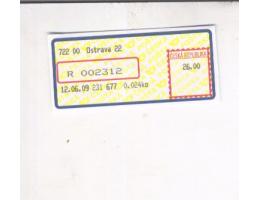 722 00 Ostrava 22
ČESKÁ REPUBLIKA
R 002312
26.00
12.06.09 231 677 0.024kg